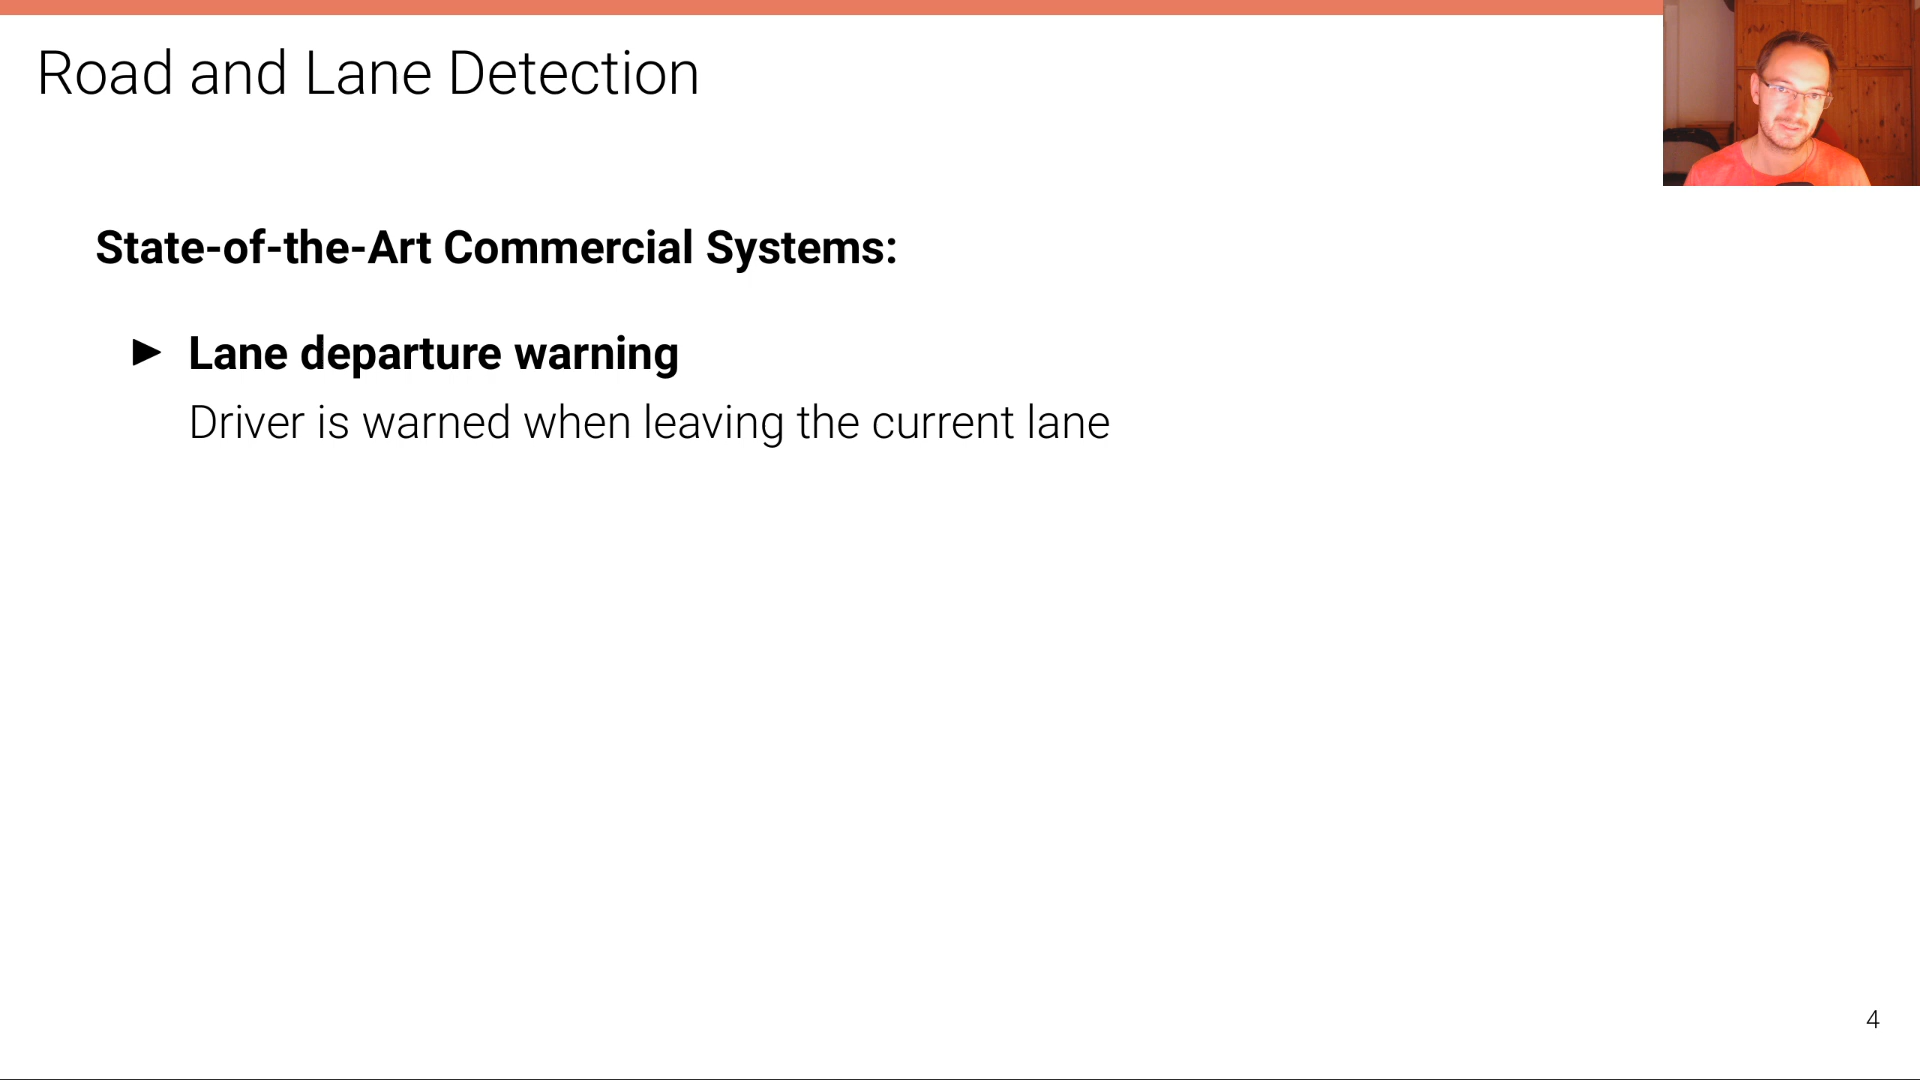 Road and Lane Detection
State-of-the-Art Commercial Systems:
► Lane departure warning
Driver is warned when leaving the current lane
4